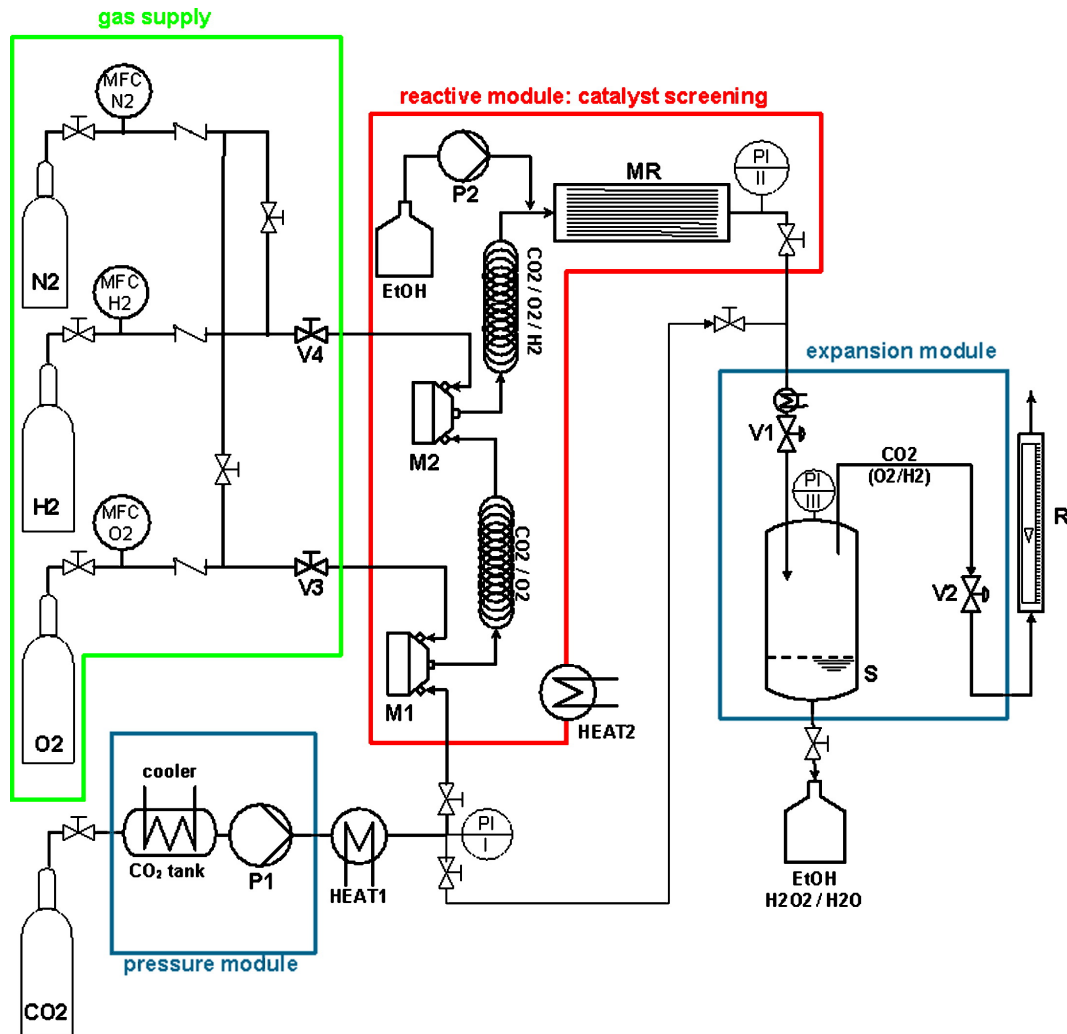 gas supply
MFC
N2
reactive module: catalyst screening
P2
MR
PI
II
N2
EtOH
CO2 / O2 / H2
MFC
H2
V4
expansion module
M2
V1
CO2
(O2/H2)
PI
III
H2
MFC
O2
V3
CO2 / O2
R
V2
M1
S
HEAT2
O2
cooler
CO₂ tank
P1
HEAT1
PI
I
EtOH
H2O2 / H2O
pressure module
CO2